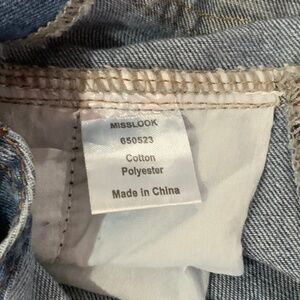 MISSLOOK
650523
Cotton
Polyester
Made in China